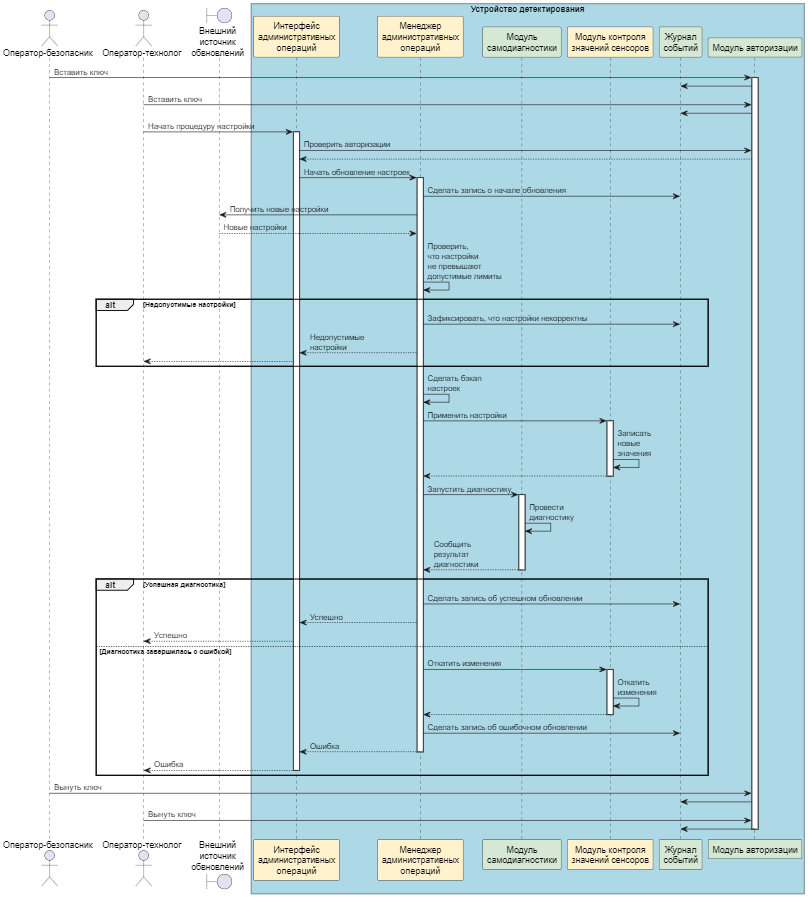 Устройство детектирования
Оператор-безопасник
Оператор-технолог
Внешний
источник
обвновлений
Интерфейс
административных
операций
Менеджер
административных
операций
Модуль
самодиагностики
Модуль контроля
значений сенсоров
Журнал
событий
Модуль авторизации
Вставить ключ
Вставить ключ
Начать процедуру настройки
Проверить авторизации
Начать обновление настроек
Сделать запись о начале обновления
Получить новые настройки
Новые настройки
Проверить,
что настройки
не превышают
допустимые лимиты
alt
[Недопустимые настройки]
Зафиксировать, что настройки некорректны
Недопустимые
настройки
Сделать бэкап
настроек
Применить настройки
Записать
новые
значения
Запустить диагностику
Провести
диагностику
Сообщить
результат
диагностики
alt
[Успешная диагностика]
Сделать запись об успешном обновлении
Успешно
Успешно
[Диагностика завершилась с ошибкой]
Откатить изменения
Откатить
изменения
Сделать запись об ошибочном обновлении
Ошибка
Ошибка
Вынуть ключ
Вынуть ключ
Оператор-безопасник
Оператор-технолог
Внешний
источник
обвновлений
Интерфейс
административных
операций
Менеджер
административных
операций
Модуль
самодиагностики
Модуль контроля
значений сенсоров
Журнал
событий
Модуль авторизации